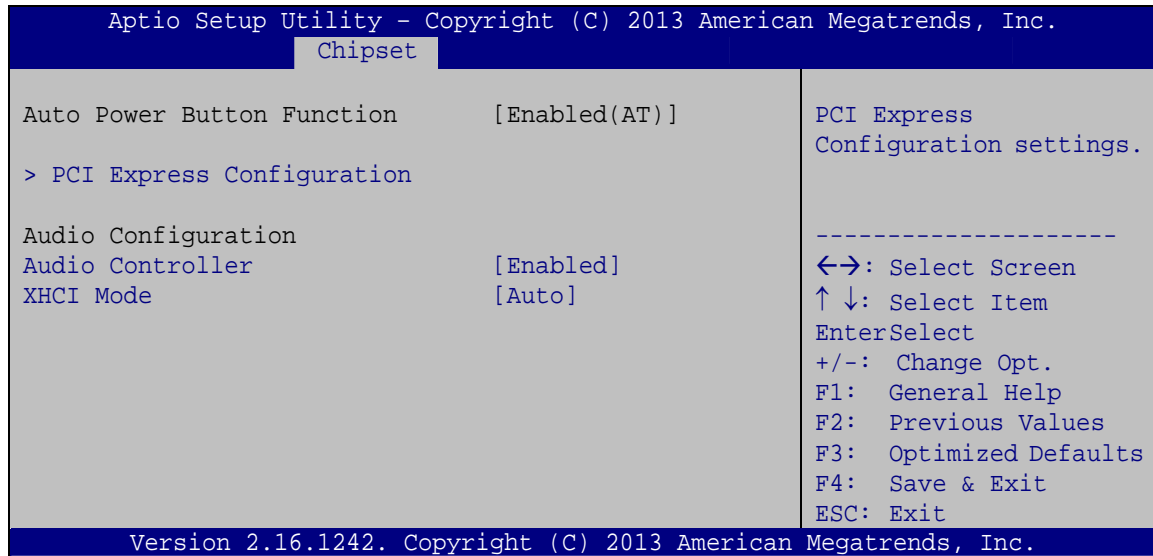 Aptio Setup Utility – Copyright (C) 2013 American Megatrends, Inc.
Chipset
Auto Power Button Function [Enabled(AT)]
> PCI Express Configuration
Audio Configuration
Audio Controller [Enabled]
XHCI Mode [Auto]
PCI Express
Configuration settings.
---------------------
←→: Select Screen
↑ ↓: Select Item
EnterSelect
+/-: Change Opt.
F1: General Help
F2: Previous Values
F3: Optimized Defaults
F4: Save & Exit
ESC: Exit
Version 2.16.1242. Copyright (C) 2013 American Megatrends, Inc.